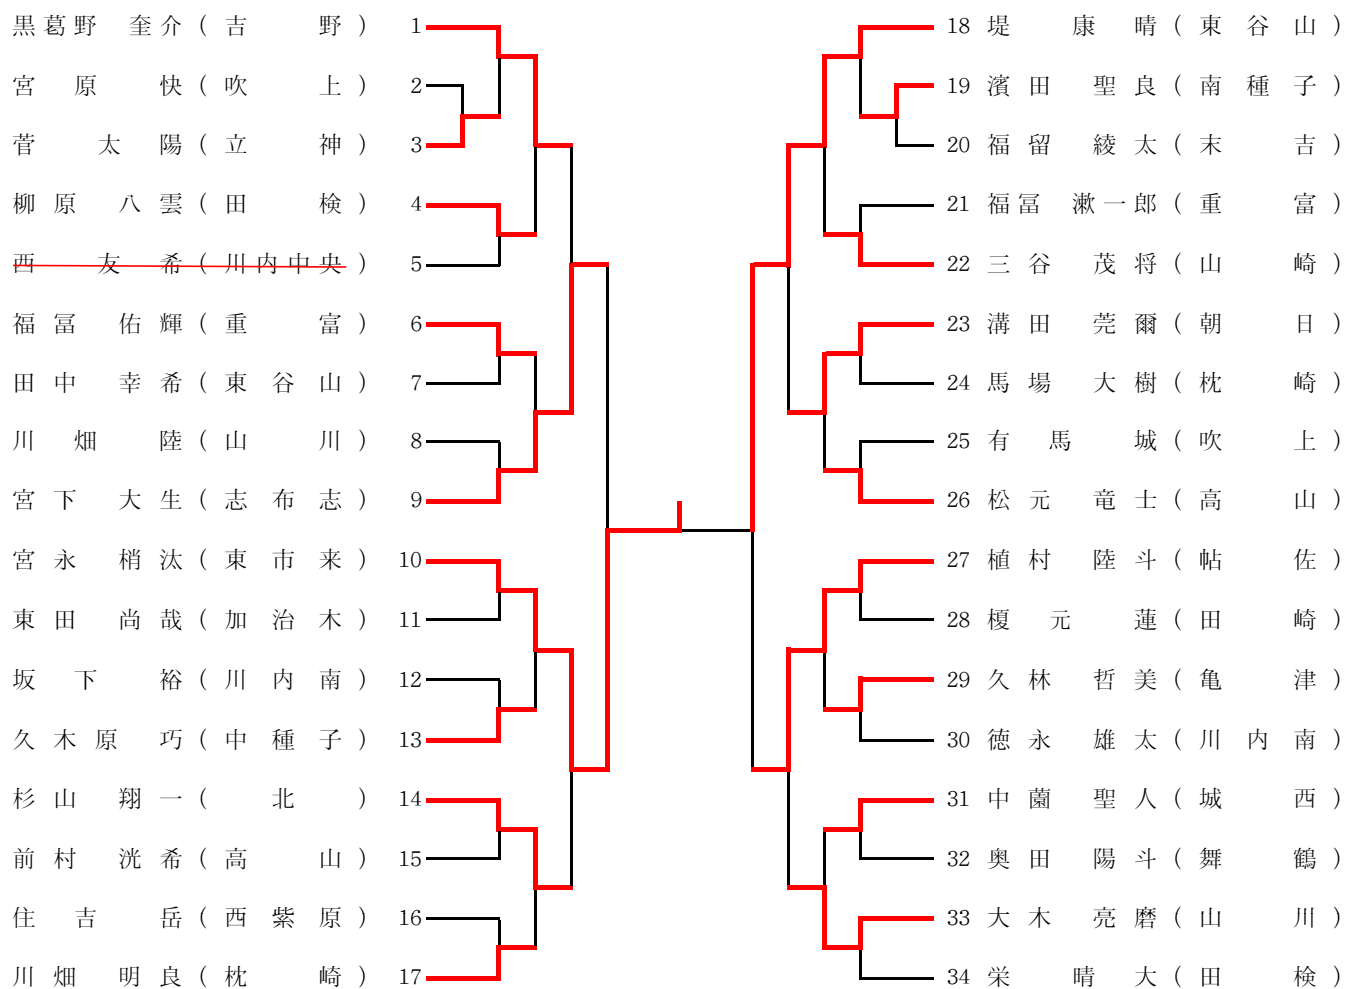 黒葛野 奎介 ( 吉 野 ) 1
宮 原 快 ( 吹 上 ) 2
菅 太 陽 ( 立 神 ) 3
柳 原 八 雲 ( 田 検 ) 4
西 友 希 ( 川内中央 ) 5
福 冨 佑 輝 ( 重 富 ) 6
田 中 幸 希 ( 東 谷 山 ) 7
川 畑 陸 ( 山 川 ) 8
宮 下 大 生 ( 志 布 志 ) 9
宮 永 梢 汰 ( 東 市 来 ) 10
東 田 尚 哉 ( 加 治 木 ) 11
坂 下 裕 ( 川 内 南 ) 12
久 木 原 巧 ( 中 種 子 ) 13
杉 山 翔 一 ( 北 ) 14
前 村 洸 希 ( 高 山 ) 15
住 吉 岳 ( 西 紫 原 ) 16
川 畑 明 良 ( 枕 崎 ) 17
18 堤 康 晴 ( 東 谷 山 )
19 濱 田 聖 良 ( 南 種 子 )
20 福 留 綾 太 ( 末 吉 )
21 福冨 漱一郎 ( 重 富 )
22 三 谷 茂 将 ( 山 崎 )
23 溝 田 莞 爾 ( 朝 日 )
24 馬 場 大 樹 ( 枕 崎 )
25 有 馬 城 ( 吹 上 )
26 松 元 竜 士 ( 高 山 )
27 植 村 陸 斗 ( 帖 佐 )
28 榎 元 蓮 ( 田 崎 )
29 久 林 哲 美 ( 亀 津 )
30 徳 永 雄 太 ( 川 内 南 )
31 中 薗 聖 人 ( 城 西 )
32 奥 田 陽 斗 ( 舞 鶴 )
33 大 木 亮 磨 ( 山 川 )
34 栄 晴 大 ( 田 検 )